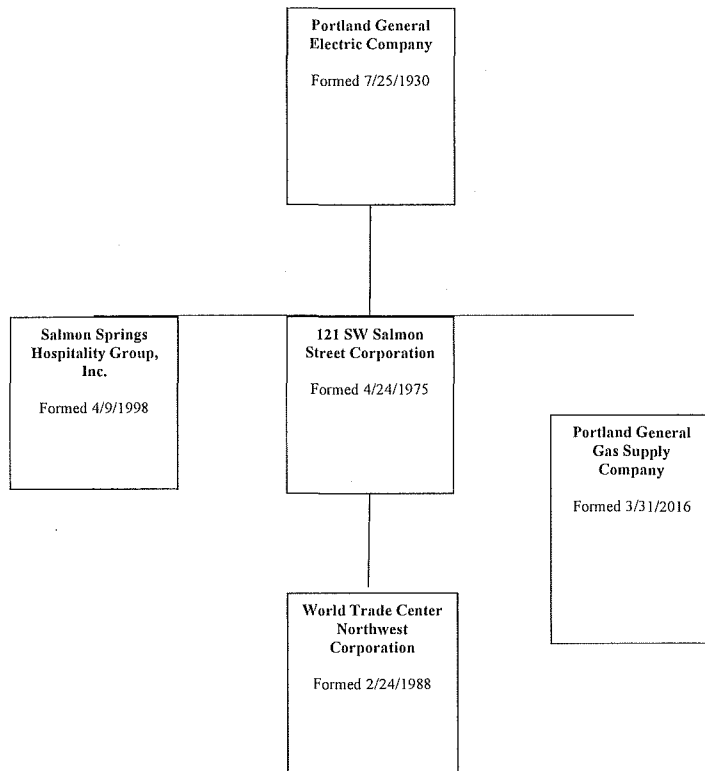 Portland General
Electric Company
Formed 7/25/1930
Salmon Springs
Hospitality Group,
Inc.
Formed 4/9/1998
121 SW Salmon
Street Corporation
Formed 4/24/1975
Portland General
Gas Supply
Company
Formed 3/31/2016
World Trade Center
Northwest
Corporation
Formed 2/24/1988